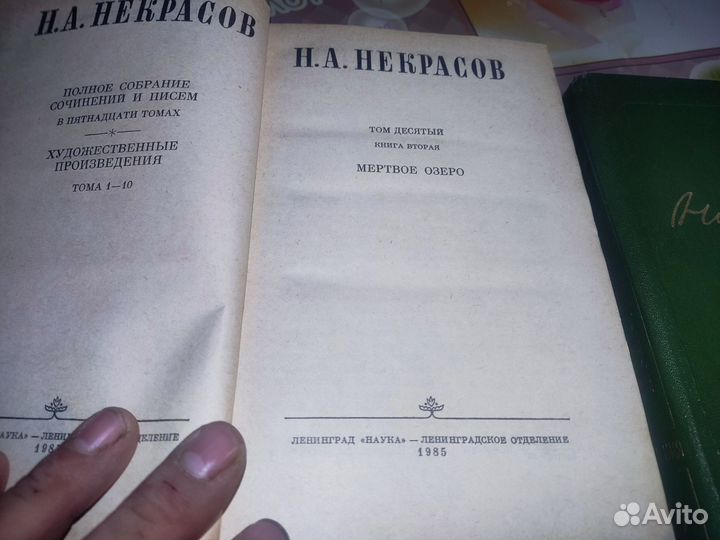 Н.А.НЕКРАСОВ
ПОЛНОЕ СОБРАНИЕ
СОЧИНЕНИЙ И ПИСЕМ
В ПЯТНАДЦАТИ ТОМАХ
ХУДОЖЕСТВЕННЫЕ
ПРОИЗВЕДЕНИЯ
ТОМА 1—10
Н.А.НЕКРАСОВ
ТОМ ДЕСЯТЫЙ
КНИГА ВТОРАЯ
МЕРТВОЕ ОЗЕРО
ЛЕНИНГРАД «НАУКА» — ЛЕНИНГРАДСКОЕ ОТДЕЛЕНИЕ
1985
Avito